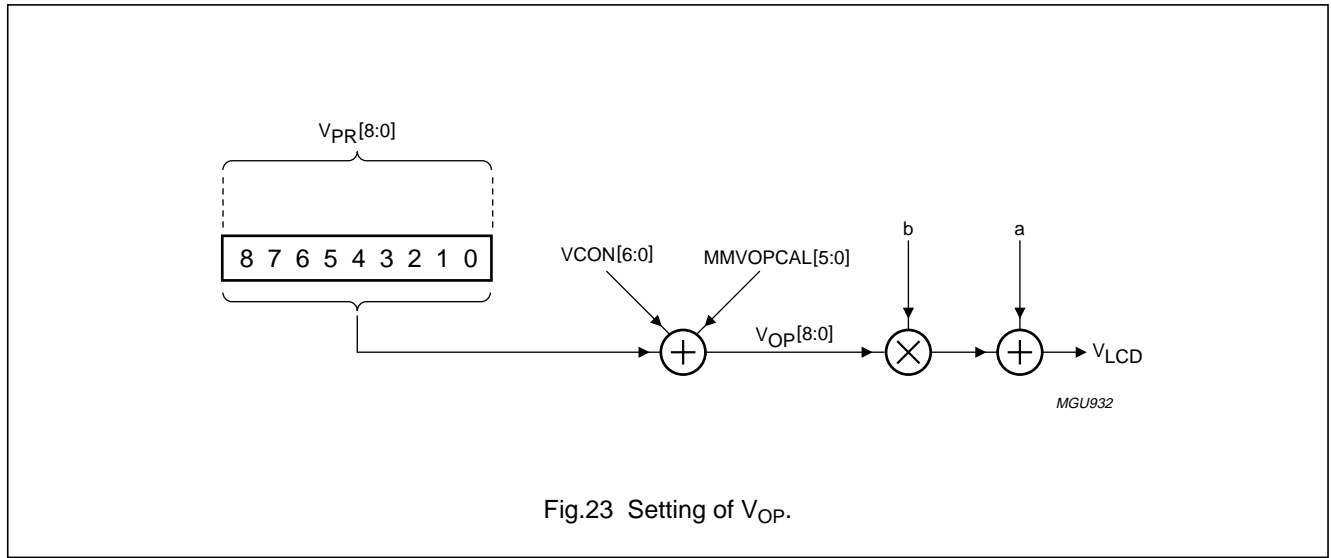 VPR[8:0]
8 7 6 5 4 3 2 1 0
VCON[6:0]
MMVOPCAL[5:0]
b
a
VOP[8:0]
VLCD
MGU932
Fig.23 Setting of VOP.